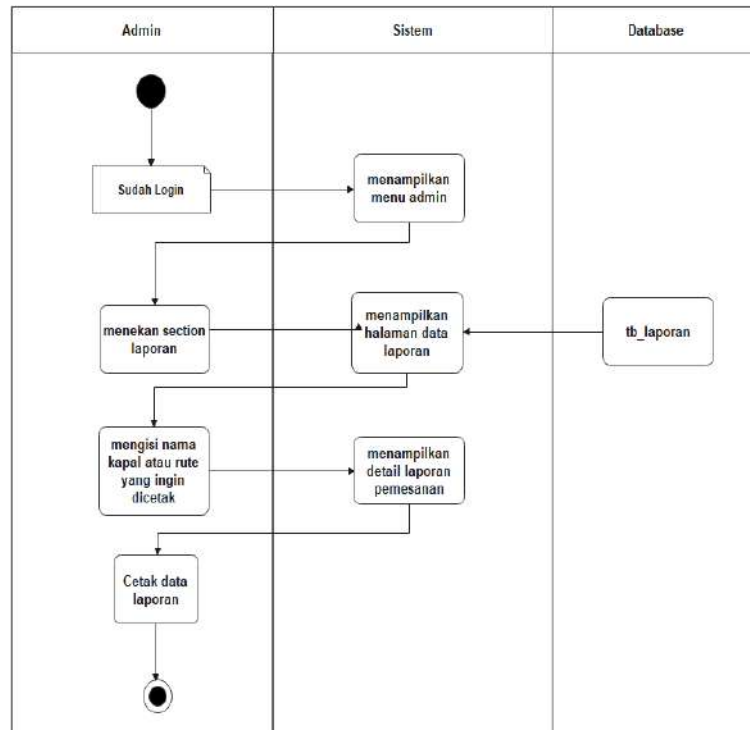 Admin
Sistem
Database
Sudah Login
menampilkan
menu admin
menekan section
laporan
menampilkan
halaman data
laporan
tb_laporan
mengisi nama
kapal atau rute
yang ingin
dicetak
menampilkan
detail laporan
pemesanan
Cetak data
laporan